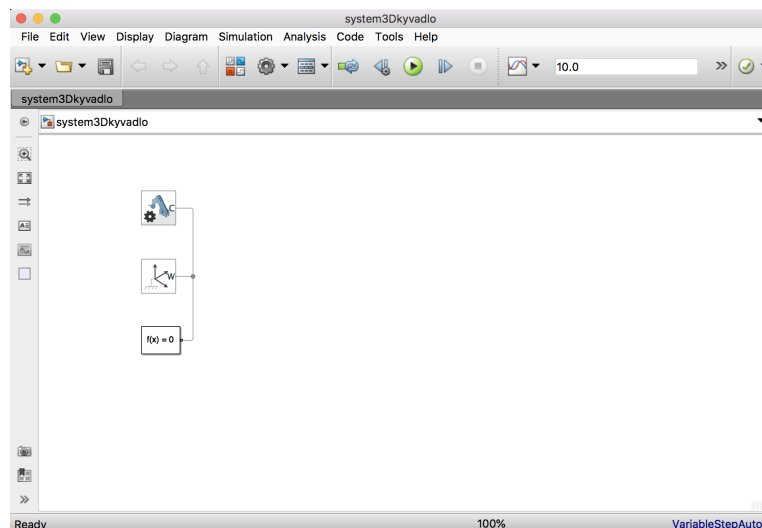 system3Dkyvadlo
File Edit View Display Diagram Simulation Analysis Code Tools Help
10.0
system3Dkyvadlo
system3Dkyvadlo
C
W
f(x) = 0
Ready 100% VariableStepAuto